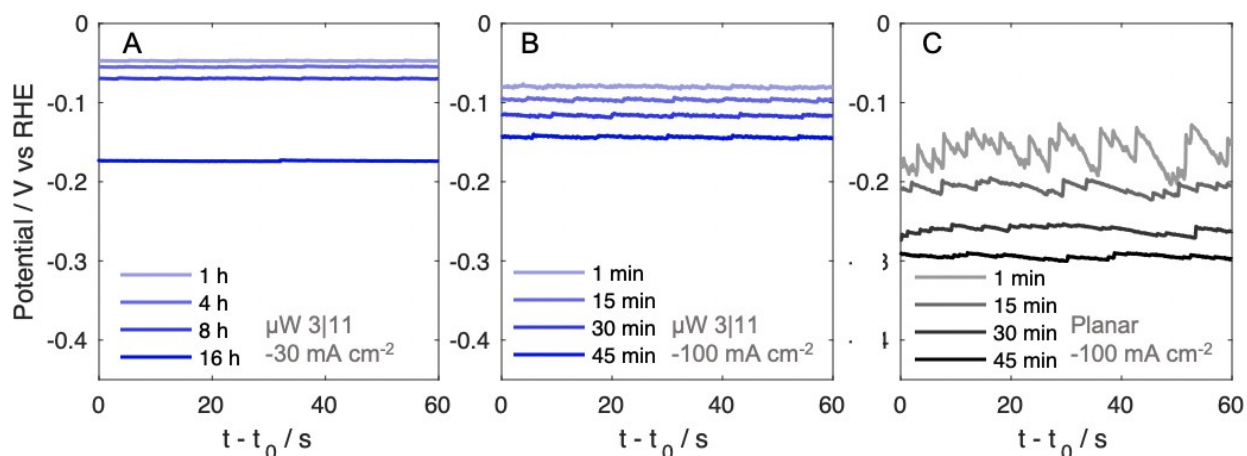 A
B
C
Potential / V vs RHE
0
-0.1
-0.2
-0.3
-0.4
1 h
4 h
8 h
16 h
µW 3|11
-30 mA cm-2
0 20 40 60
t - t0 / s
0
-0.1
-0.2
-0.3
-0.4
1 min
15 min
30 min
45 min
µW 3|11
-100 mA cm-2
0 20 40 60
t - t0 / s
0
-0.1
-0.2
1 min
15 min
30 min
45 min
Planar
-100 mA cm-2
0 20 40 60
t - t0 / s